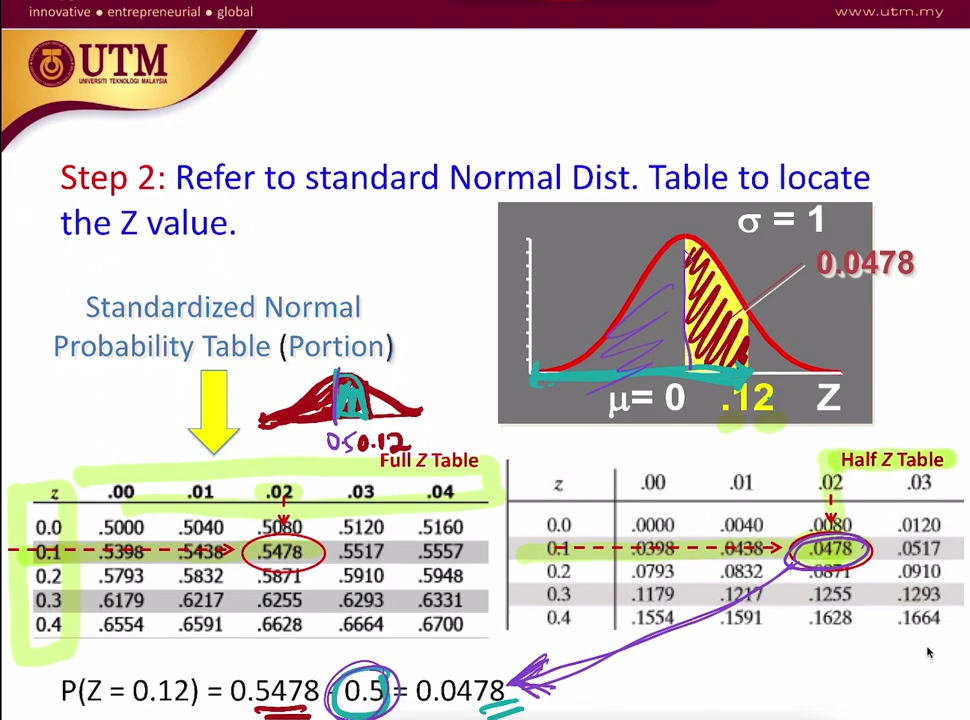 innovative ● entrepreneurial ● global
www.utm.my
UTM
UNIVERSITI TEKNOLOGI MALAYSIA
Step 2: Refer to standard Normal Dist. Table to locate
the Z value.
σ = 1
0.0478
μ= 0 .12 Z
Standardized Normal
Probability Table (Portion)
0.5 0.12
Full Z Table
z .00 .01 .02 .03 .04
0.0 .5000 .5040 .5080 .5120 .5160
0.1 .5398 .5438 .5478 .5517 .5557
0.2 .5793 .5832 .5871 .5910 .5948
0.3 .6179 .6217 .6255 .6293 .6331
0.4 .6554 .6591 .6628 .6664 .6700
Half Z Table
z .00 .01 .02 .03
0.0 .0000 .0040 .0080 .0120
0.1 .0398 .0438 .0478 .0517
0.2 .0793 .0832 .0871 .0910
0.3 .1179 .1217 .1255 .1293
0.4 .1554 .1591 .1628 .1664
P(Z = 0.12) = 0.5478 - 0.5 = 0.0478